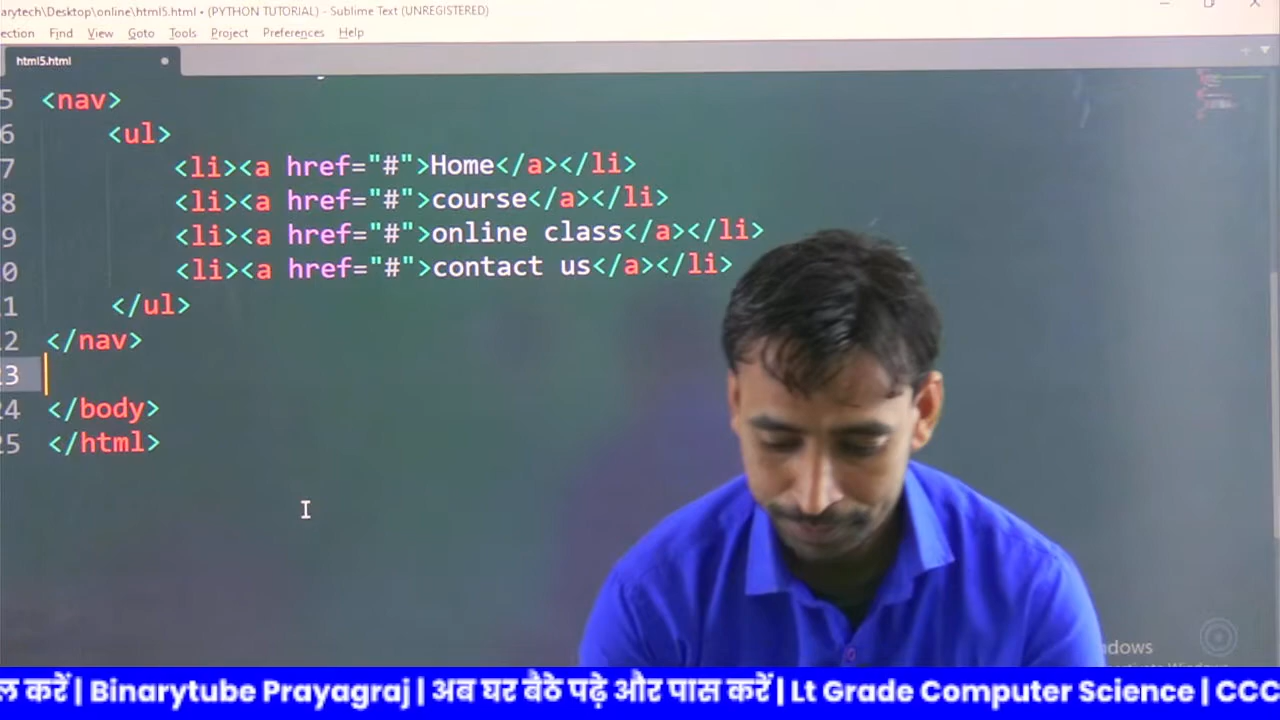 arytech\Desktop\online\html5.html • (PYTHON TUTORIAL) - Sublime Text (UNREGISTERED)
ection Find View Goto Tools Project Preferences Help
html5.html
5 <nav>
6 <ul>
7 <li><a href="#">Home</a></li>
8 <li><a href="#">course</a></li>
9 <li><a href="#">online class</a></li>
0 <li><a href="#">contact us</a></li>
1 </ul>
2 </nav>
23
24 </body>
25 </html>
ndows
ल करें | Binarytube Prayagraj | अब घर बैठे पढ़े और पास करें | Lt Grade Computer Science | CCC